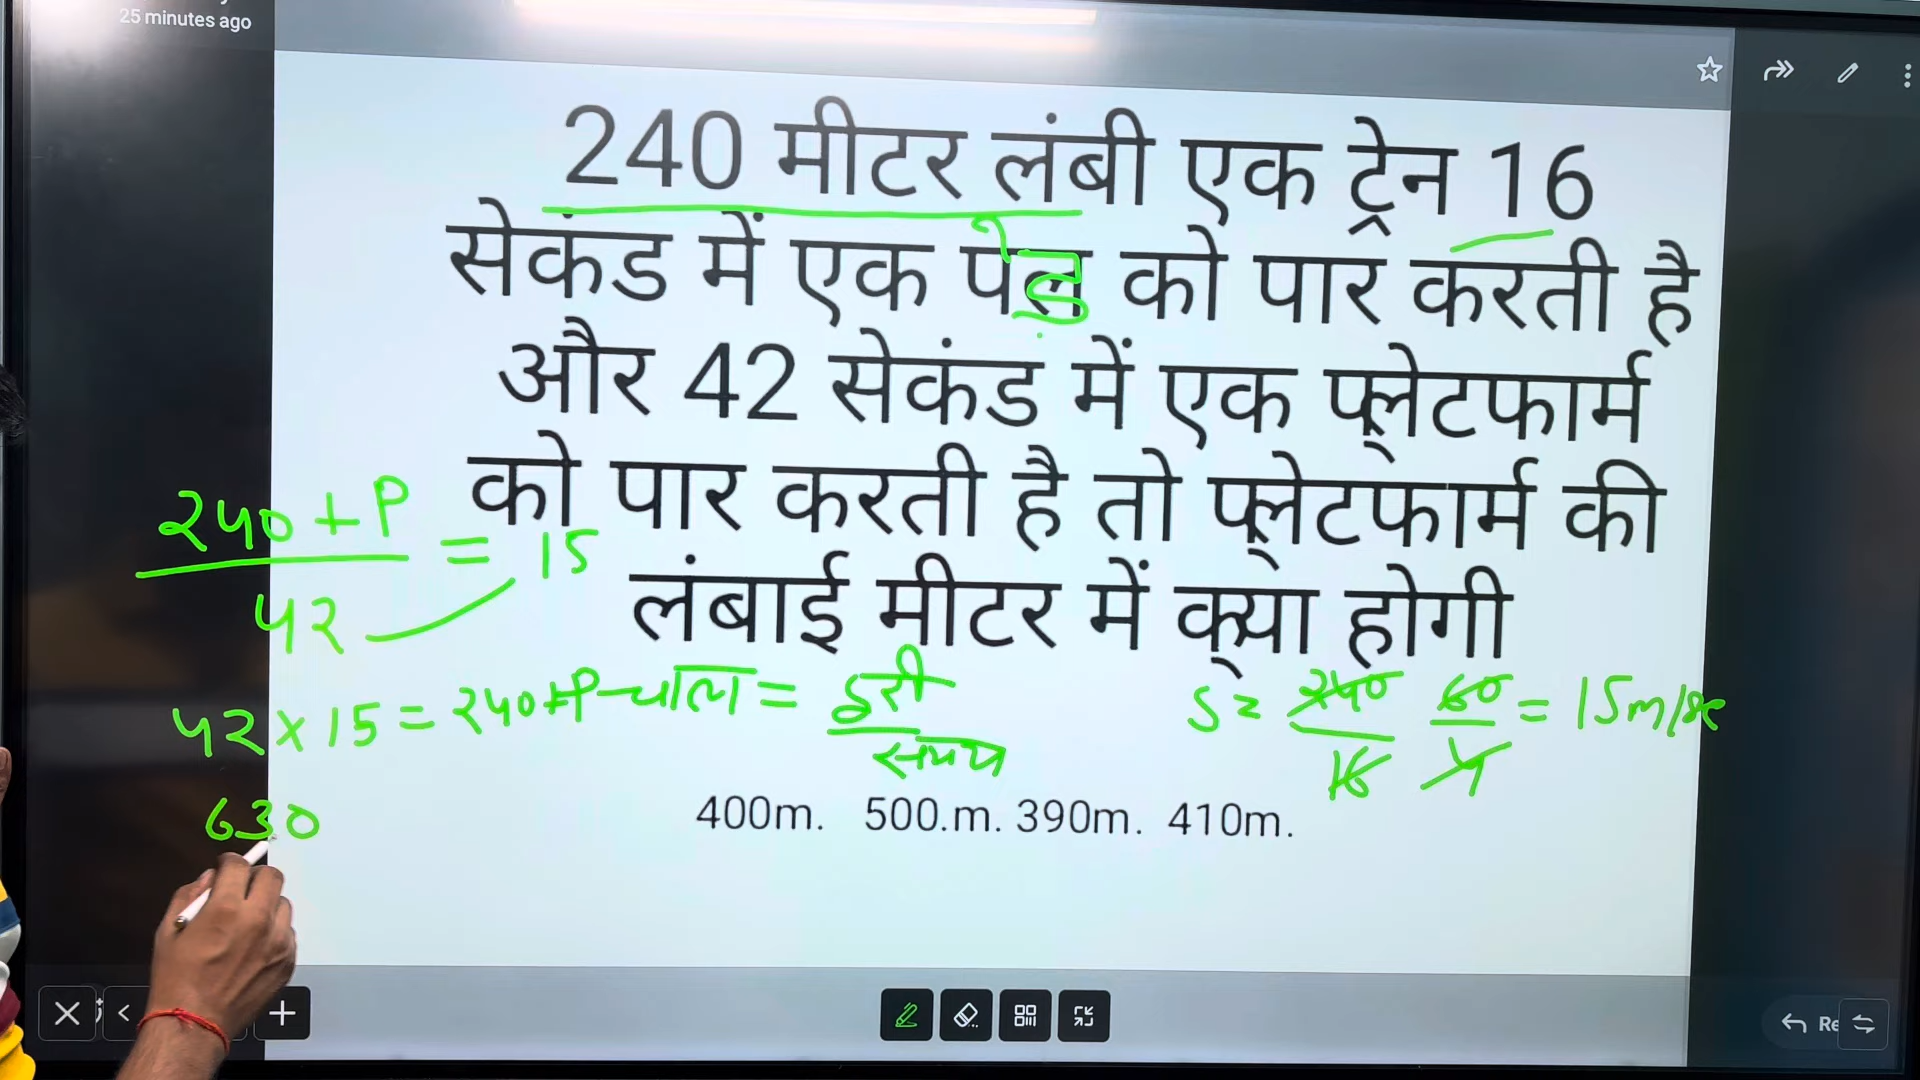 25 minutes ago
240 मीटर लंबी एक ट्रेन 16
सेकंड में एक पेड को पार करती है
और 42 सेकंड में एक प्लेटफार्म
को पार करती है तो प्लेटफार्म की
लंबाई मीटर में क्या होगी
240+P
= 15
42
42 × 15 = 240+P
चाल = दूरी
समय
S = 240 60 = 15m/se
16 4
630
400m. 500.m. 390m. 410m.